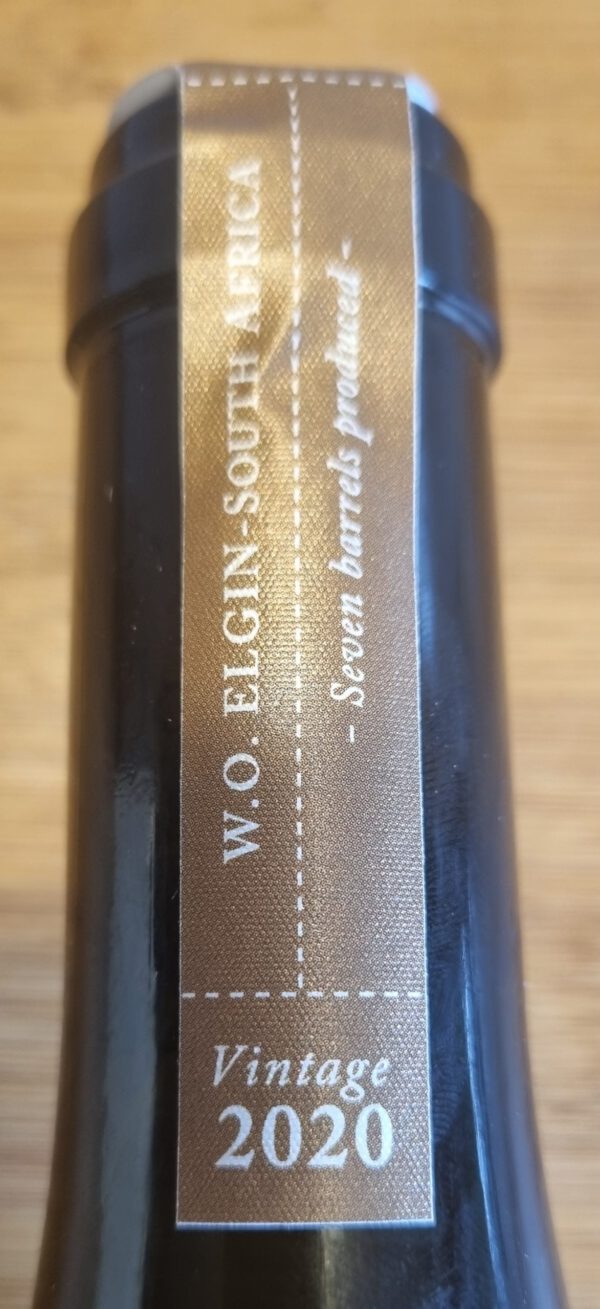 W.O. ELGIN-SOUTH AFRICA
- Seven barrels produced -
Vintage
2020